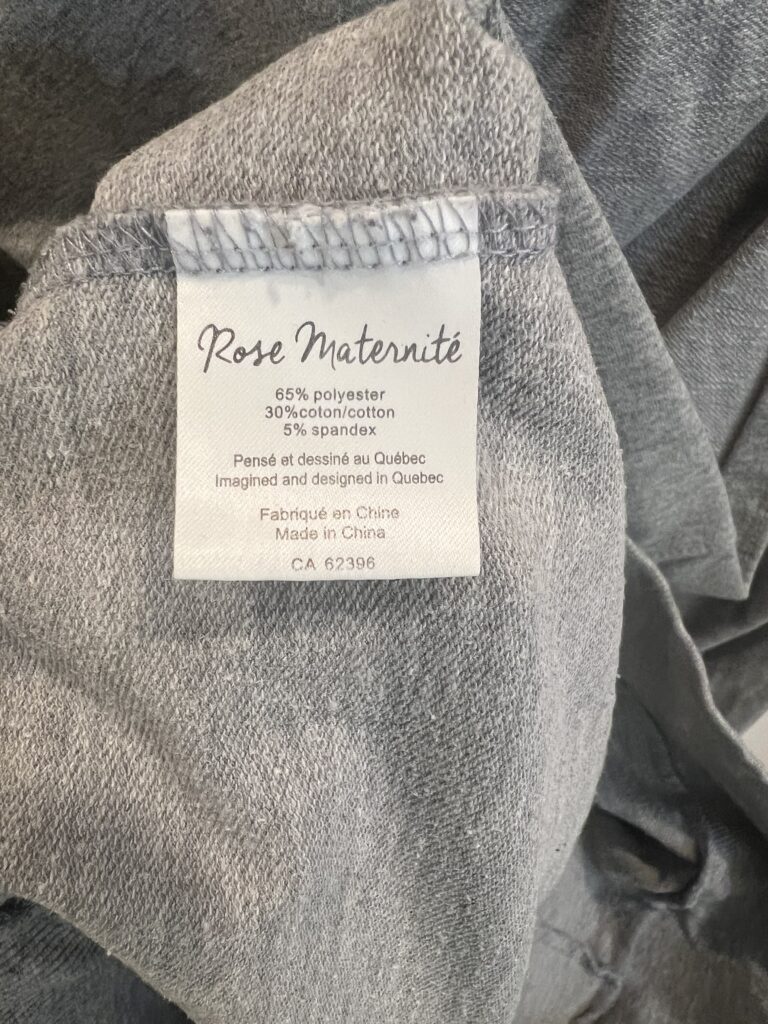 Rose Maternité
65% polyester
30%coton/cotton
5% spandex
Pensé et dessiné au Québec
Imagined and designed in Quebec
Fabriqué en Chine
Made in China
CA 62396